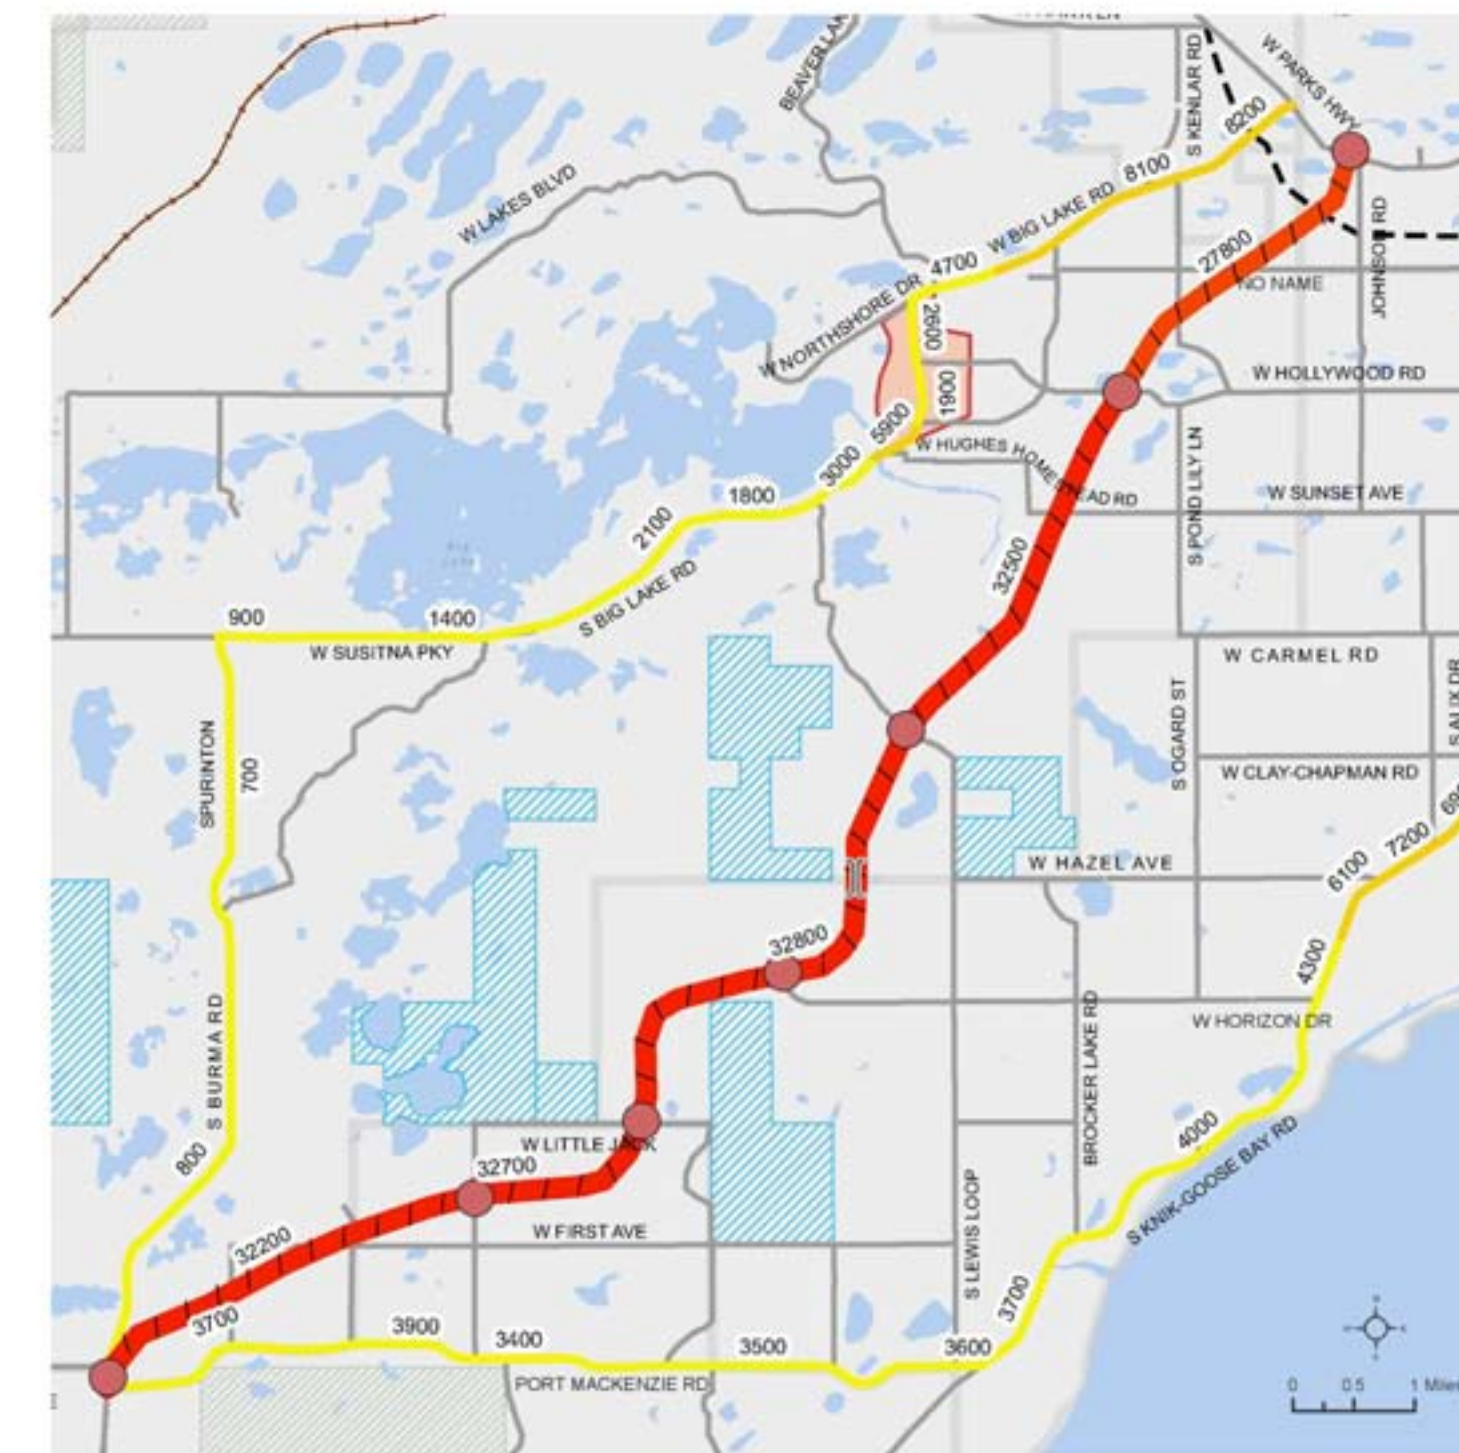 BEAVER LAK
S KENLAR RD
W PARKS HWY
8200
W LAKES BLVD
8100
W BIG LAKE RD
JOHNSON RD
27800
4700
NO NAME
W NORTHSHORE DR
2600
W HOLLYWOOD RD
1900
5900
W HUGHES HOMESTEAD RD
3000
1800
W SUNSET AVE
S POND LILY LN
2100
32500
S BIG LAKE RD
900
1400
W SUSITNA PKY
W CARMEL RD
S ALIX DR
S OGARD ST
SPURINTON
700
W CLAY-CHAPMAN RD
7200
6100
W HAZEL AVE
32800
4300
W HORIZON DR
S BURMA RD
BROCKER LAKE RD
4000
S KNIK-GOOSE BAY RD
W LITTLE JACK
800
32700
W FIRST AVE
S LEWIS LOOP
32200
3700
3700
3900
3400
3500
3600
PORT MACKENZIE RD
0 0.5 1 Miles